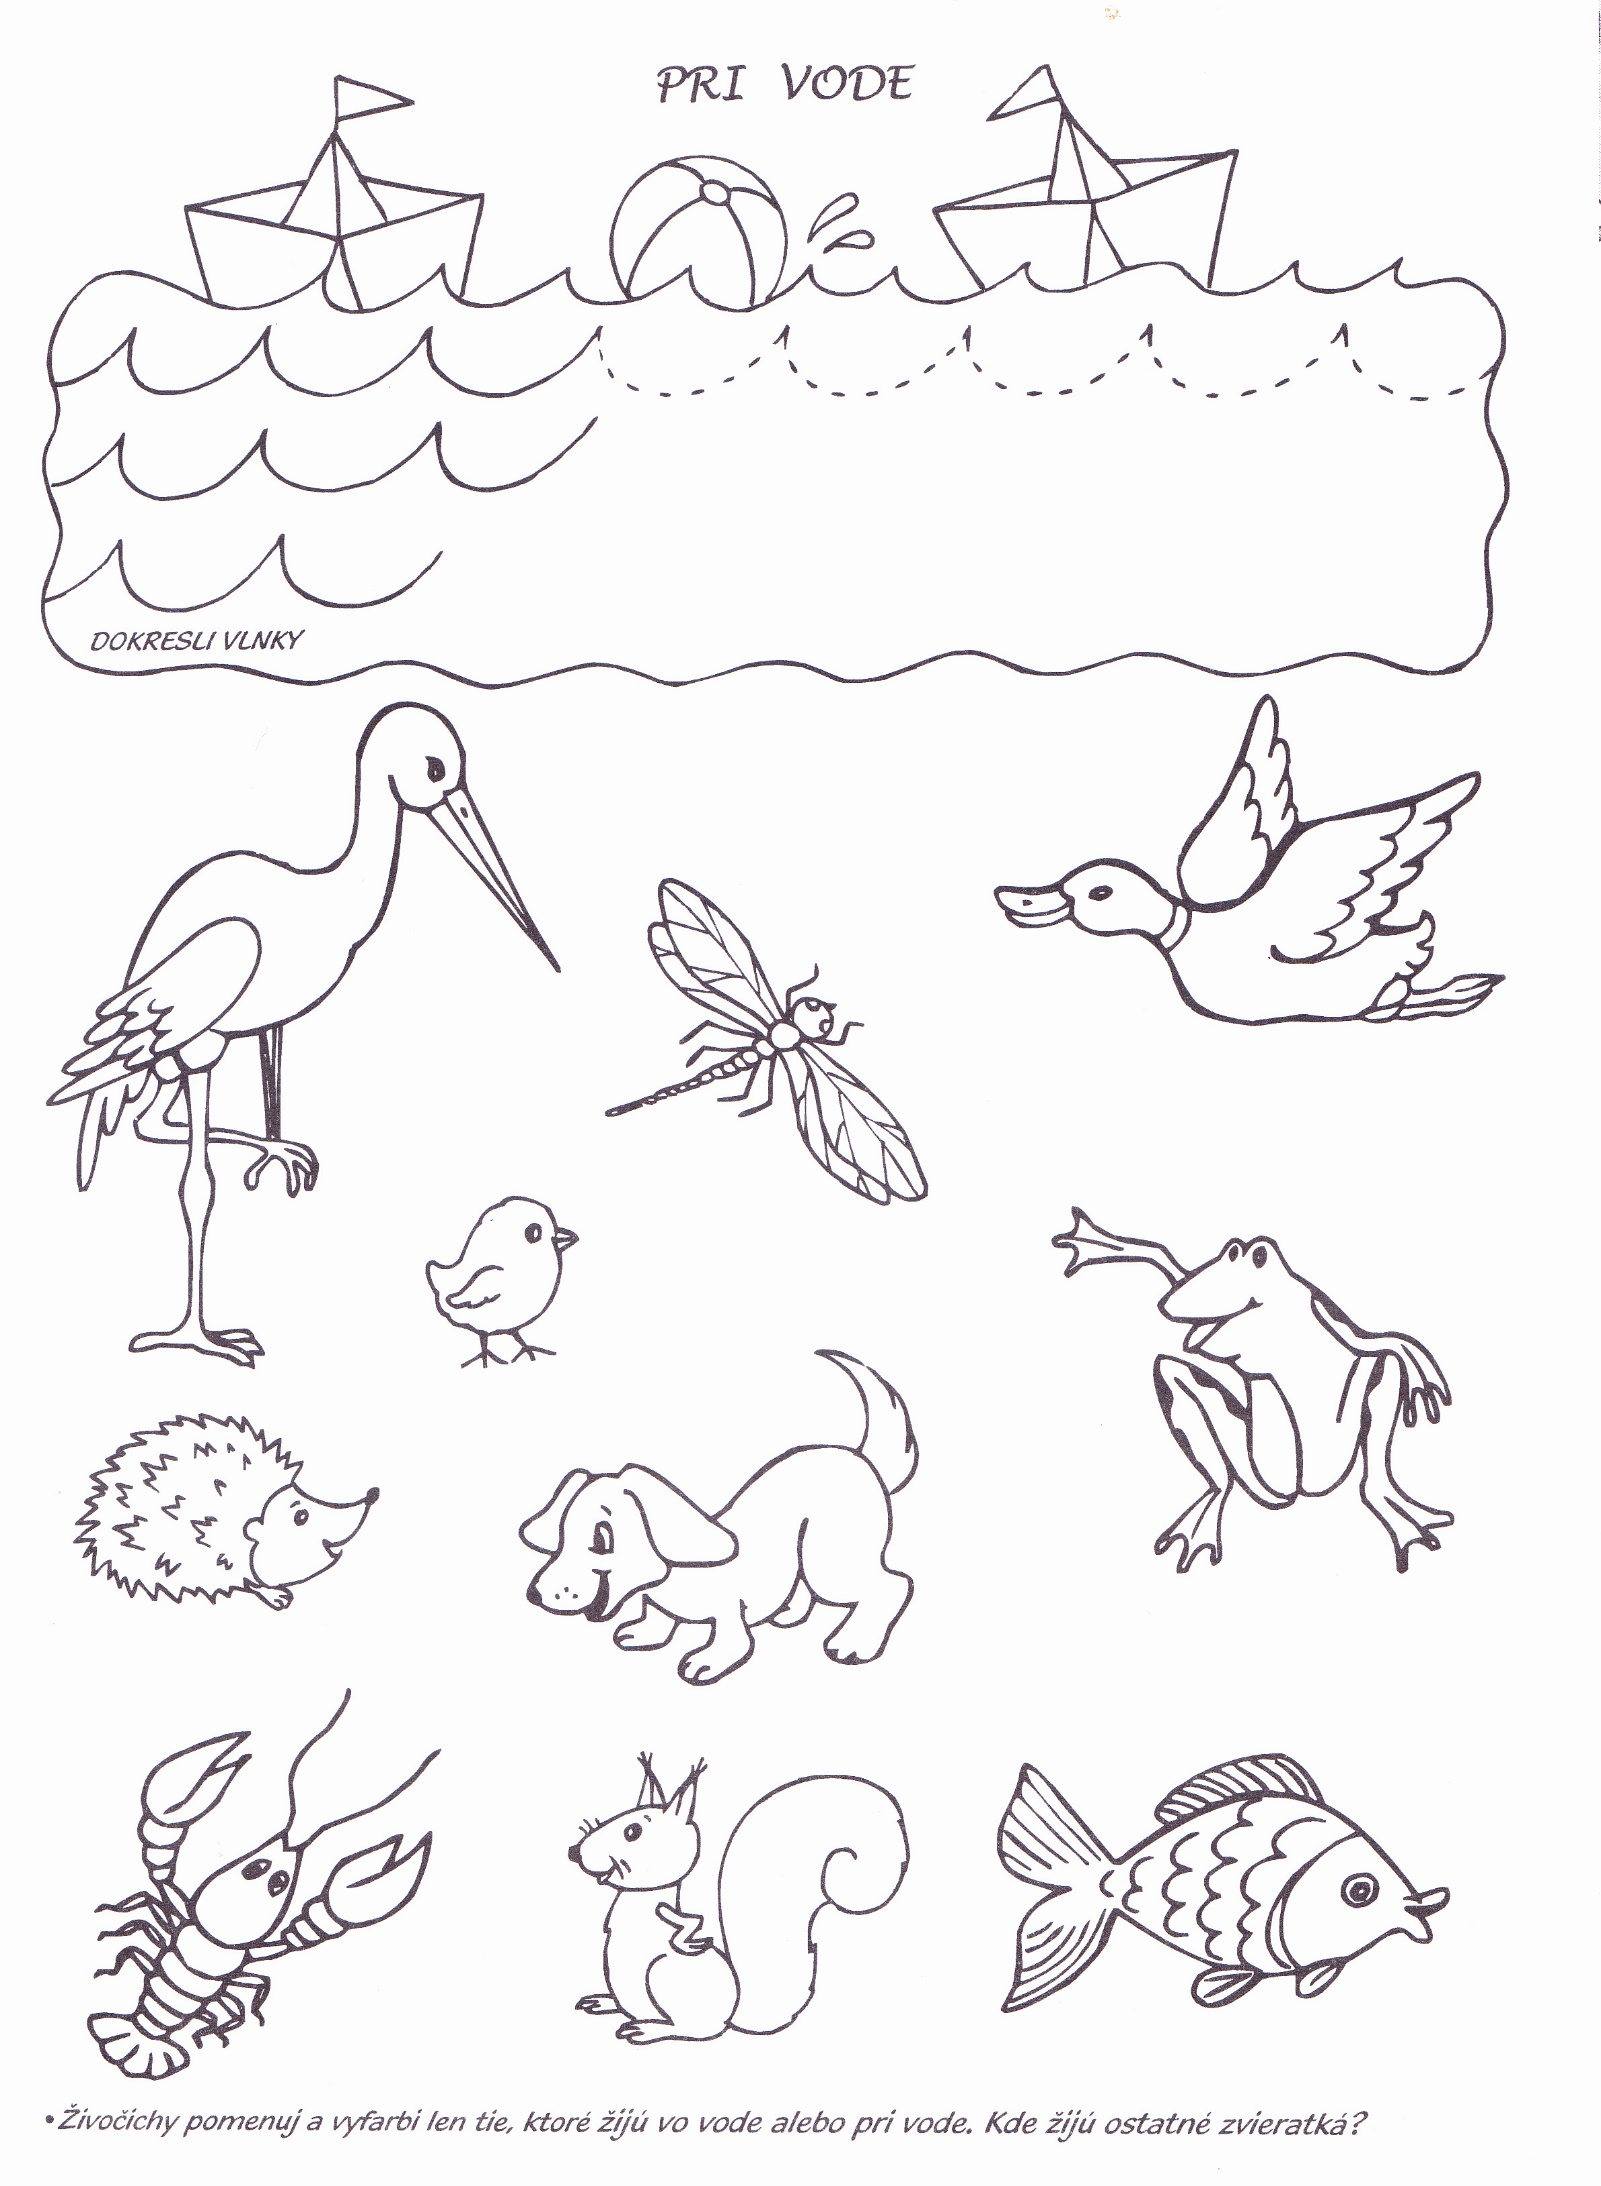 PRI VODE
DOKRESLI VLNKY
• Živočíchy pomenuj a vyfarbi len tie, ktoré žijú vo vode alebo pri vode. Kde žijú ostatné zvieratká?